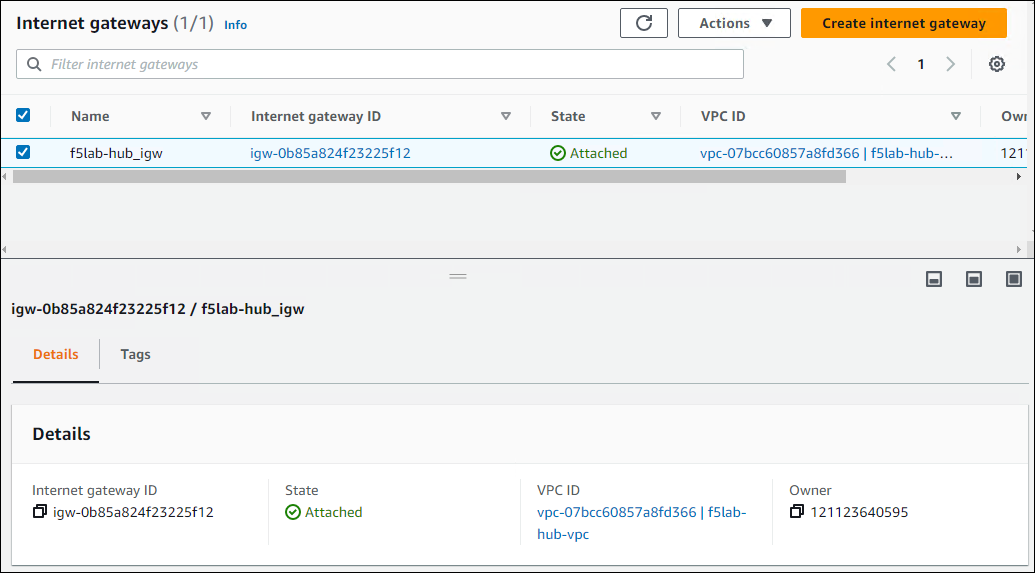 Internet gateways (1/1) Info
Actions
Create internet gateway
Filter internet gateways
1
Name Internet gateway ID State VPC ID Own
f5lab-hub_igw igw-0b85a824f23225f12 Attached vpc-07bcc60857a8fd366 | f5lab-hub-… 121
igw-0b85a824f23225f12 / f5lab-hub_igw
Details Tags
Details
Internet gateway ID State VPC ID Owner
igw-0b85a824f23225f12 Attached vpc-07bcc60857a8fd366 | f5lab- 121123640595
hub-vpc